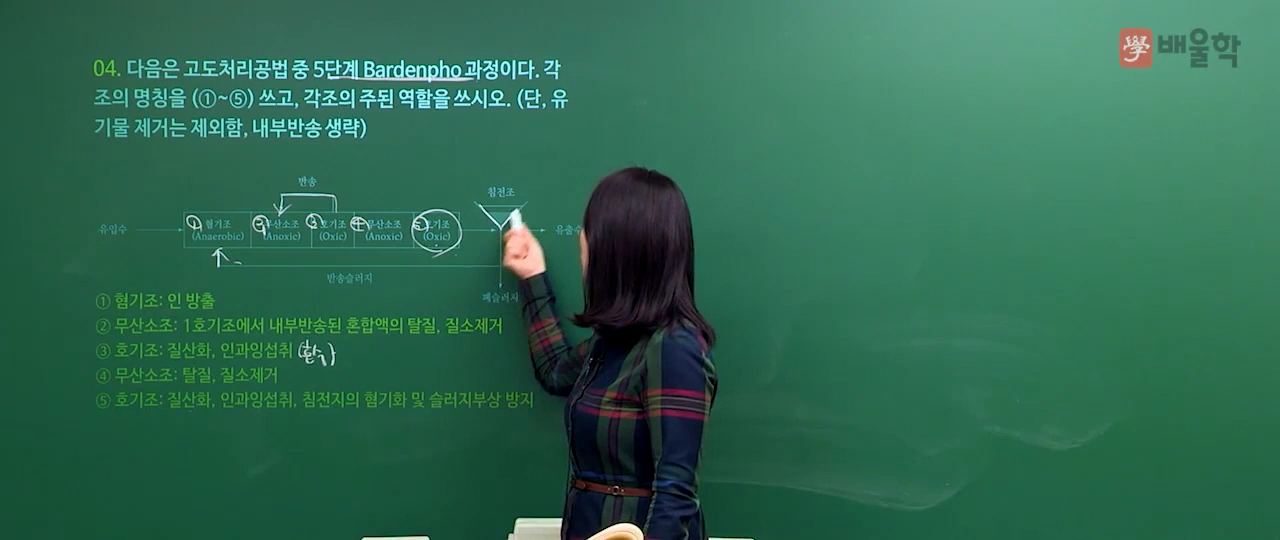 學 배울학
04. 다음은 고도처리공법 중 5단계 Bardenpho 과정이다. 각
조의 명칭을 (①~⑤) 쓰고, 각조의 주된 역할을 쓰시오. (단, 유
기물 제거는 제외함, 내부반송 생략)
반송
침전조
유입수
혐기조
(Anaerobic)
무산소조
(Anoxic)
호기조
(Oxic)
무산소조
(Anoxic)
호기조
(Oxic)
유출수
반송슬러지
폐슬러지
① 혐기조: 인 방출
② 무산소조: 1호기조에서 내부반송된 혼합액의 탈질, 질소제거
③ 호기조: 질산화, 인과잉섭취
④ 무산소조: 탈질, 질소제거
⑤ 호기조: 질산화, 인과잉섭취, 침전지의 혐기화 및 슬러지부상 방지